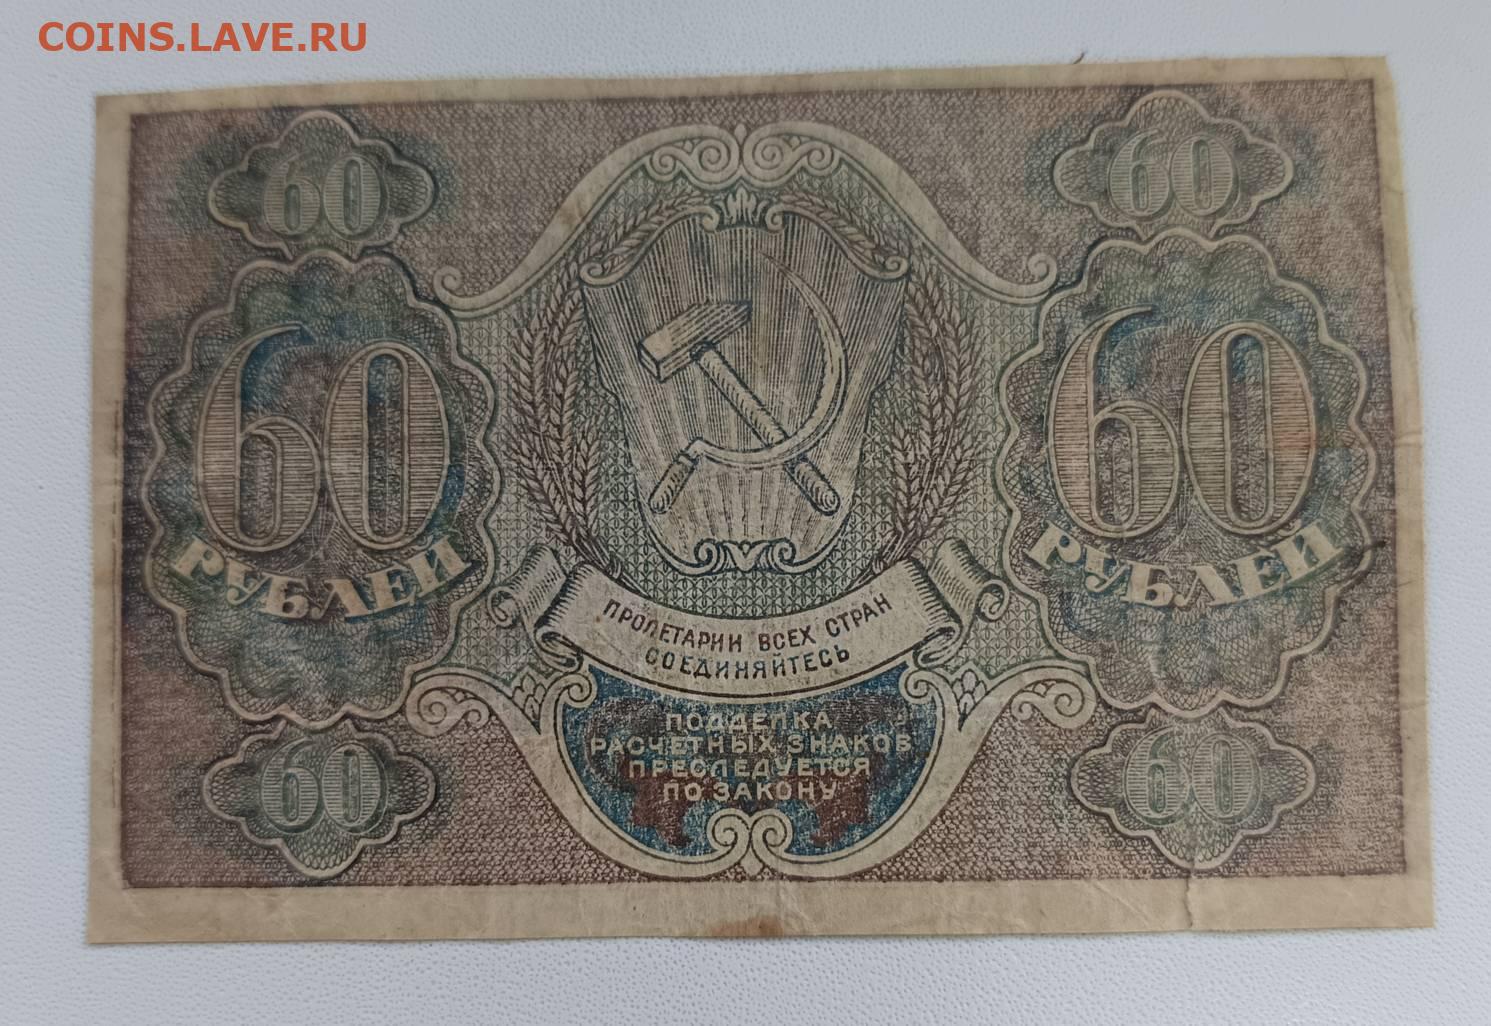 COINS.LAVE.RU
60 60
60 60
РУБЛЕЙ РУБЛЕЙ
ПРОЛЕТАРИИ ВСЕХ СТРАН
СОЕДИНЯЙТЕСЬ
ПОДДЕЛКА
РАСЧЕТНЫХ ЗНАКОВ
ПРЕСЛЕДУЕТСЯ
ПО ЗАКОНУ
60 60